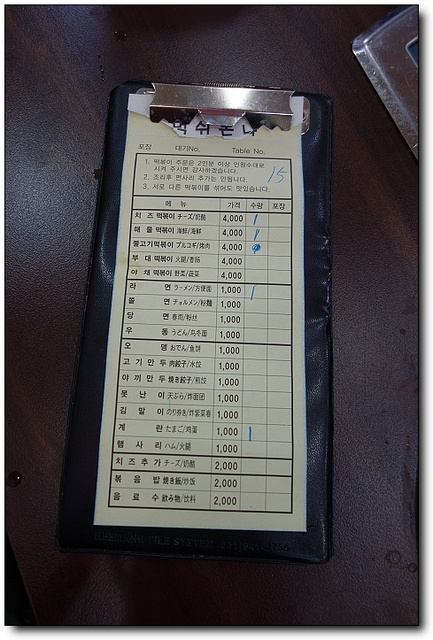 먹쉬돈나
포장 대기No. Table No.
1. 떡볶이 주문은 2인분 이상 인원수대로
시켜 주시면 감사하겠습니다.
2. 조리후 면사리 추가는 안됩니다.
3. 서로 다른 떡볶이를 섞어도 맛있습니다.
15
메 뉴 가격 수량 포장
치즈떡볶이 チーズ/奶酪 4,000
해물떡볶이 海鮮/海鲜 4,000
불고기떡볶이 プルコギ/烤肉 4,000
부대떡볶이 火腿/香肠 4,000
야채떡볶이 野菜/蔬菜 4,000
라 면 ラーメン/方便面 1,000
쫄 면 チョルメン/粉麵 1,000
당 면 春雨/粉丝 1,000
우 동 うどん/乌冬面 1,000
오 뎅 おでん/鱼饼 1,000
고기만두 肉餃子/水饺 1,000
야끼만두 焼き餃子/煎饺 1,000
못 난 이 天ぷら/炸面团 1,000
김 말 이 のり巻き/炸紫菜卷 1,000
계 란 たまご/鸡蛋 1,000
햄 사 리 ハム/火腿 1,000
치즈추가 チーズ/奶酪 2,000
볶 음 밥 焼き飯/炒饭 2,000
음 료 수 飲み物/饮料 2,000